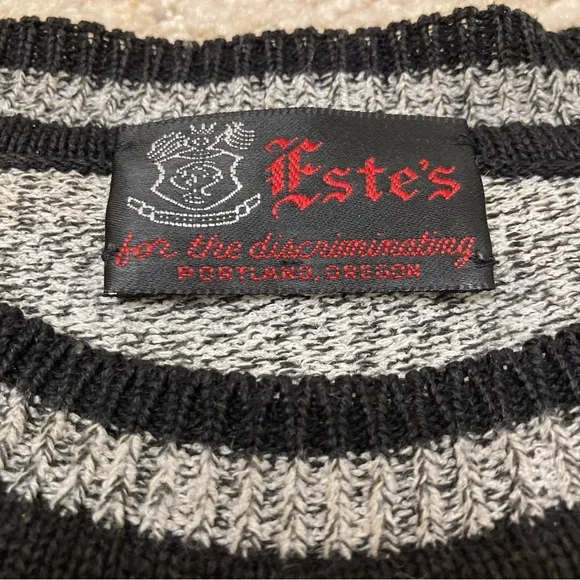 Este's
for the discriminating
PORTLAND, OREGON